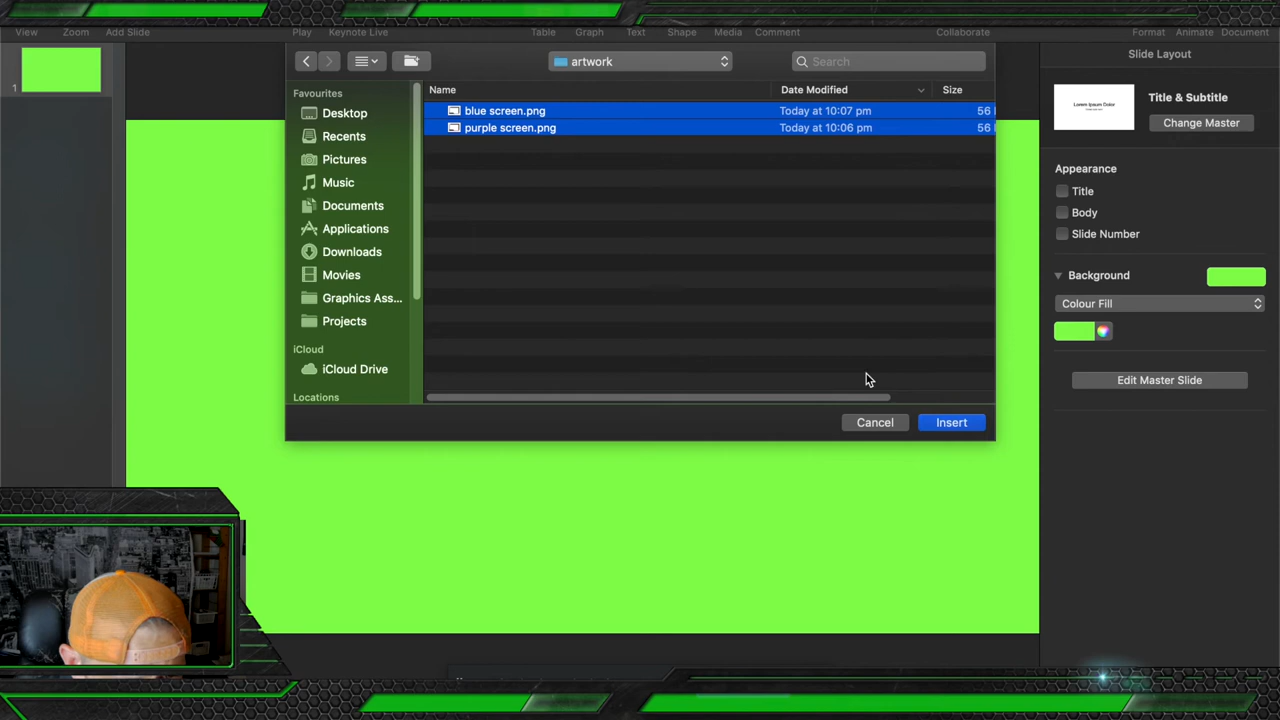 View Zoom Add Slide Play Keynote Live Table Graph Text Shape Media Comment Collaborate Format Animate Document
artwork
Search
Slide Layout
Favourites
Desktop
Recents
Pictures
Music
Documents
Applications
Downloads
Movies
Graphics Ass...
Projects
iCloud
iCloud Drive
Locations
Name Date Modified Size
blue screen.png Today at 10:07 pm 56
purple screen.png Today at 10:06 pm 56
Cancel Insert
1
Lorem Ipsum Dolor
Title & Subtitle
Change Master
Appearance
Title
Body
Slide Number
Background
Colour Fill
Edit Master Slide